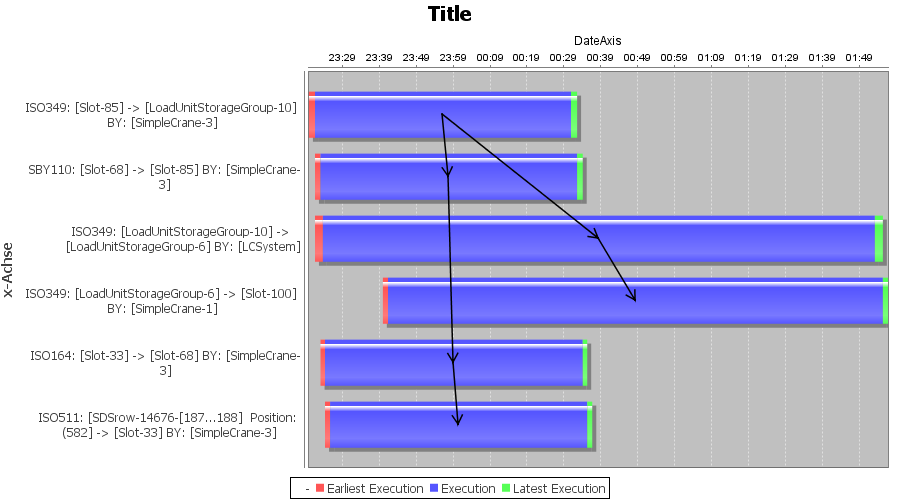 Title
DateAxis
23:29 23:39 23:49 23:59 00:09 00:19 00:29 00:39 00:49 00:59 01:09 01:19 01:29 01:39 01:49
x-Achse
ISO349: [Slot-85] -> [LoadUnitStorageGroup-10]
BY: [SimpleCrane-3]
SBY110: [Slot-68] -> [Slot-85] BY: [SimpleCrane-
3]
ISO349: [LoadUnitStorageGroup-10] ->
[LoadUnitStorageGroup-6] BY: [LCSystem]
ISO349: [LoadUnitStorageGroup-6] -> [Slot-100]
BY: [SimpleCrane-1]
ISO164: [Slot-33] -> [Slot-68] BY: [SimpleCrane-
3]
ISO511: [SDSrow-14676-[187...188] Position:
(582] -> [Slot-33] BY: [SimpleCrane-3]
- Earliest Execution Execution Latest Execution